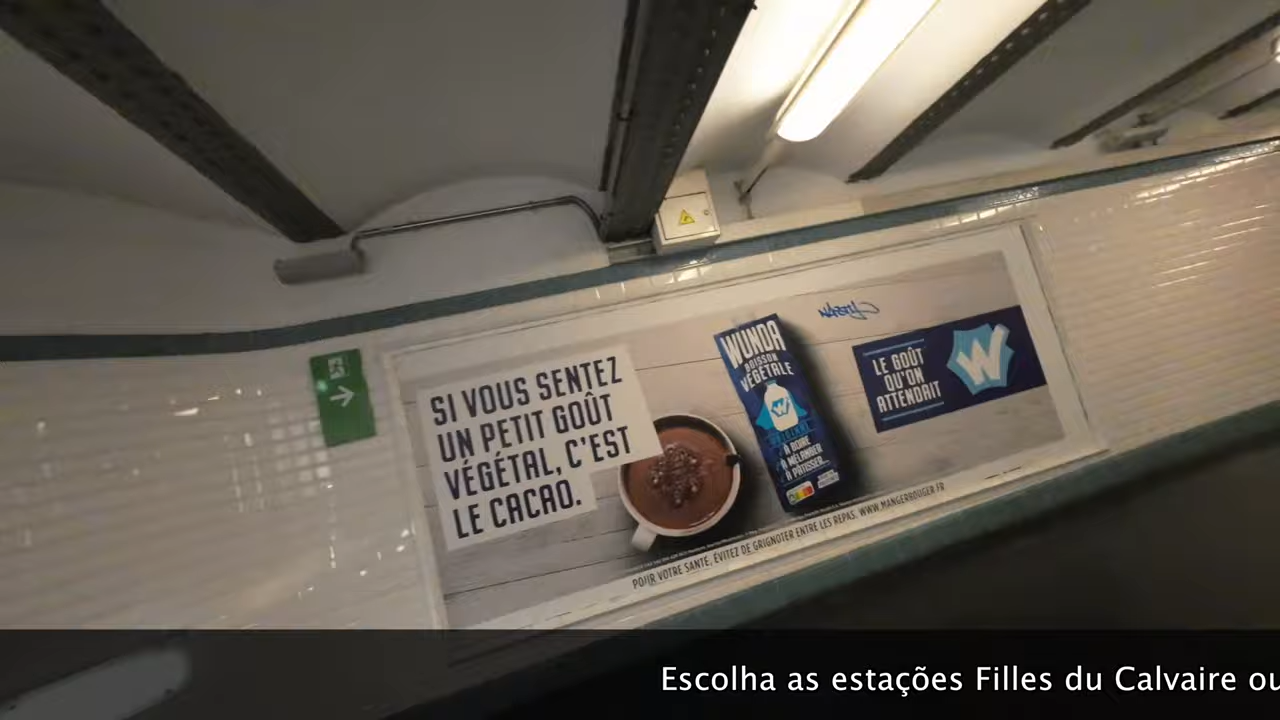 SI VOUS SENTEZ
UN PETIT GOÛT
VÉGÉTAL, C'EST
LE CACAO.
WUNDA
BOISSON
VÉGÉTALE
W
ORIGINAL
À BOIRE
À MÉLANGER
À PÂTISSER...
LE GOÛT
QU'ON
ATTENDAIT
W
POUR VOTRE SANTÉ, ÉVITEZ DE GRIGNOTER ENTRE LES REPAS. WWW.MANGERBOUGER.FR
Escolha as estações Filles du Calvaire ou